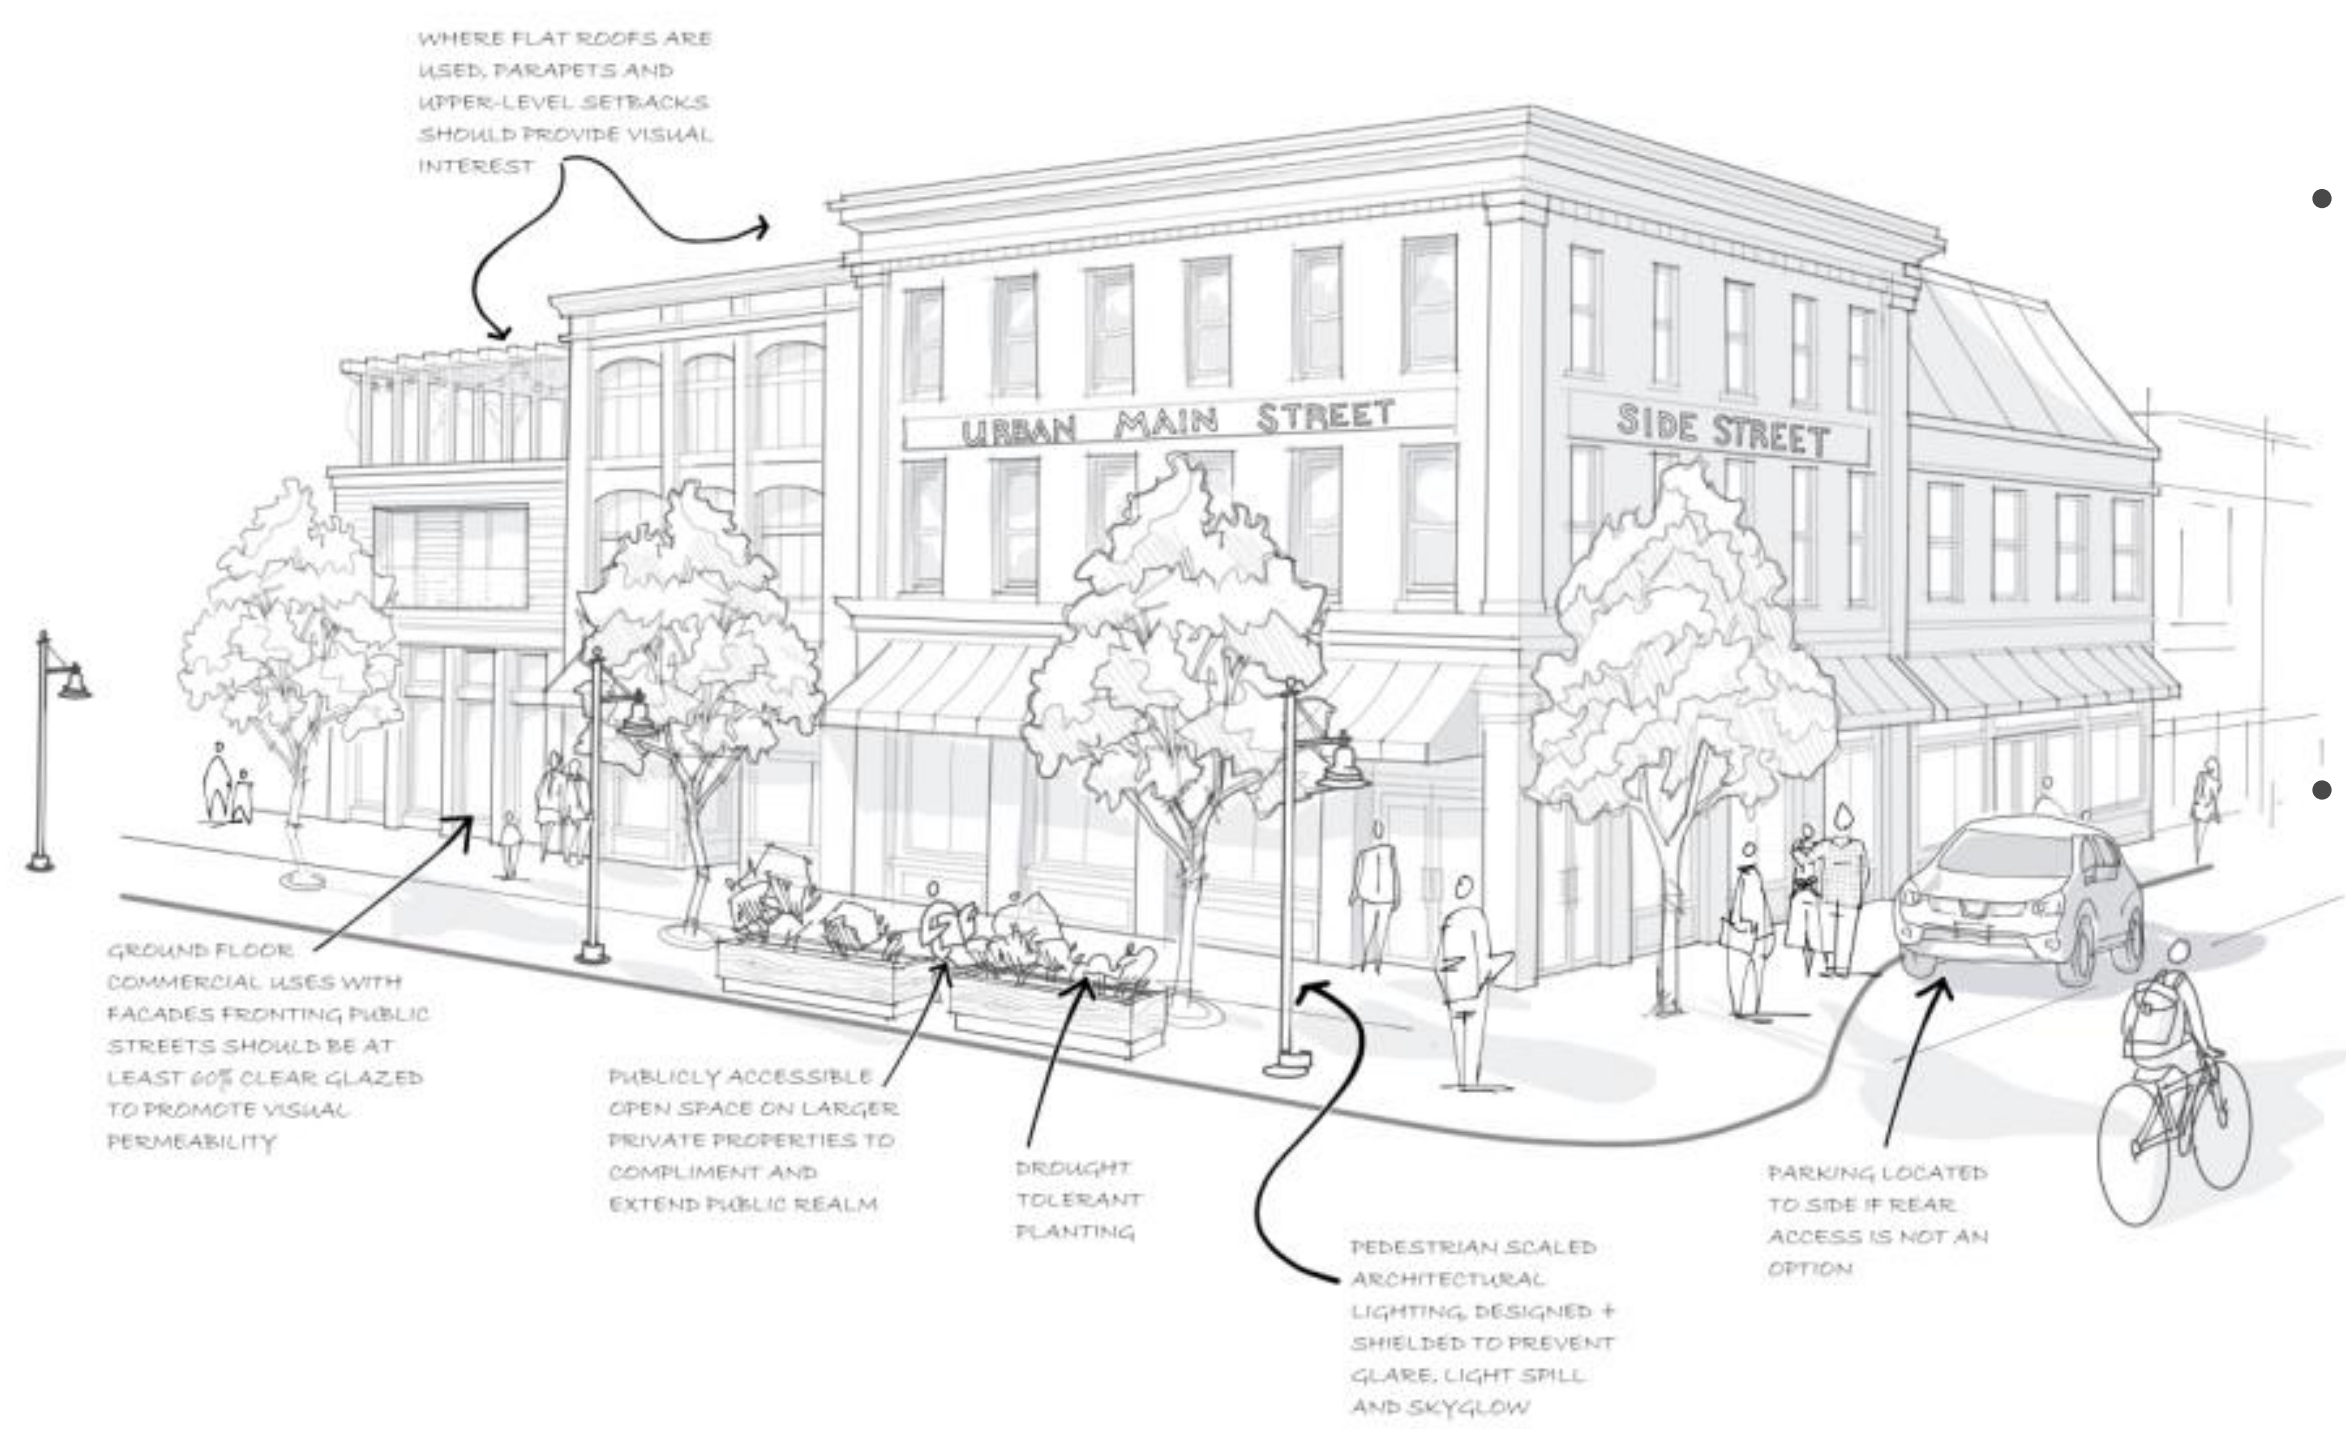 WHERE FLAT ROOFS ARE
USED, PARAPETS AND
UPPER-LEVEL SETBACKS
SHOULD PROVIDE VISUAL
INTEREST
URBAN MAIN STREET
SIDE STREET
GROUND FLOOR
COMMERCIAL USES WITH
FACADES FRONTING PUBLIC
STREETS SHOULD BE AT
LEAST 60% CLEAR GLAZED
TO PROMOTE VISUAL
PERMEABILITY
PUBLICLY ACCESSIBLE
OPEN SPACE ON LARGER
PRIVATE PROPERTIES TO
COMPLIMENT AND
EXTEND PUBLIC REALM
DROUGHT
TOLERANT
PLANTING
PEDESTRIAN SCALED
ARCHITECTURAL
LIGHTING, DESIGNED +
SHIELDED TO PREVENT
GLARE, LIGHT SPILL
AND SKYGLOW
PARKING LOCATED
TO SIDE IF REAR
ACCESS IS NOT AN
OPTION